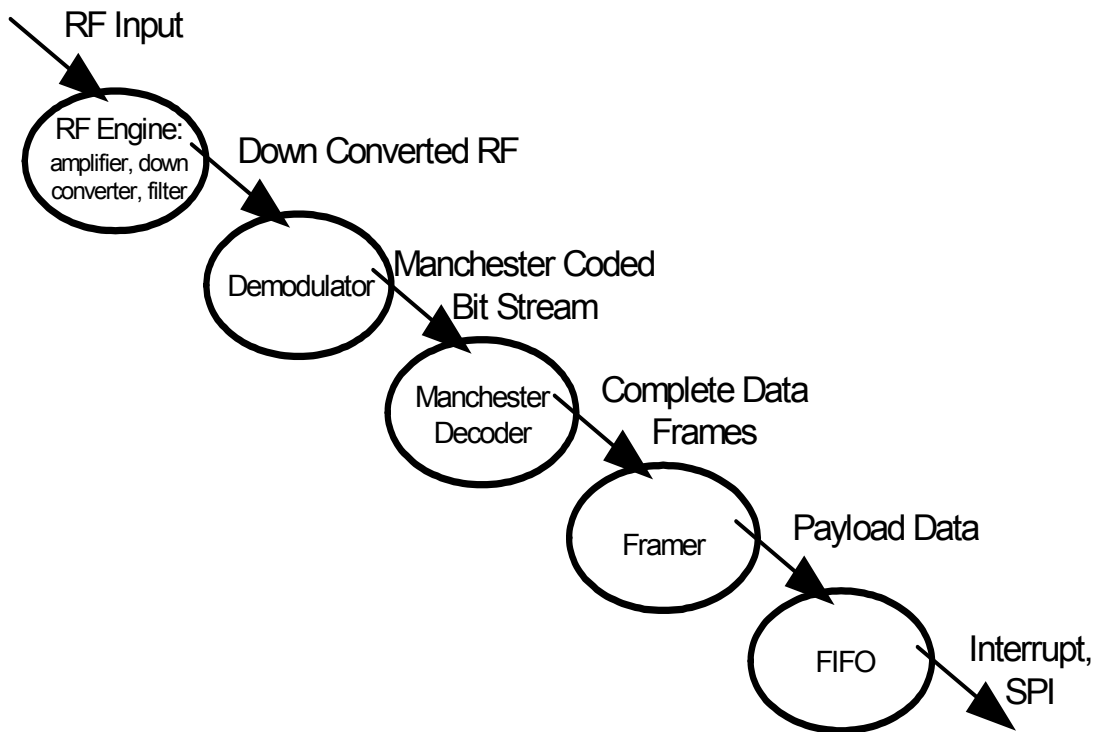 RF Input
RF Engine:
amplifier, down
converter, filter
Down Converted RF
Demodulator
Manchester Coded
Bit Stream
Manchester
Decoder
Complete Data
Frames
Framer
Payload Data
FIFO
Interrupt,
SPI